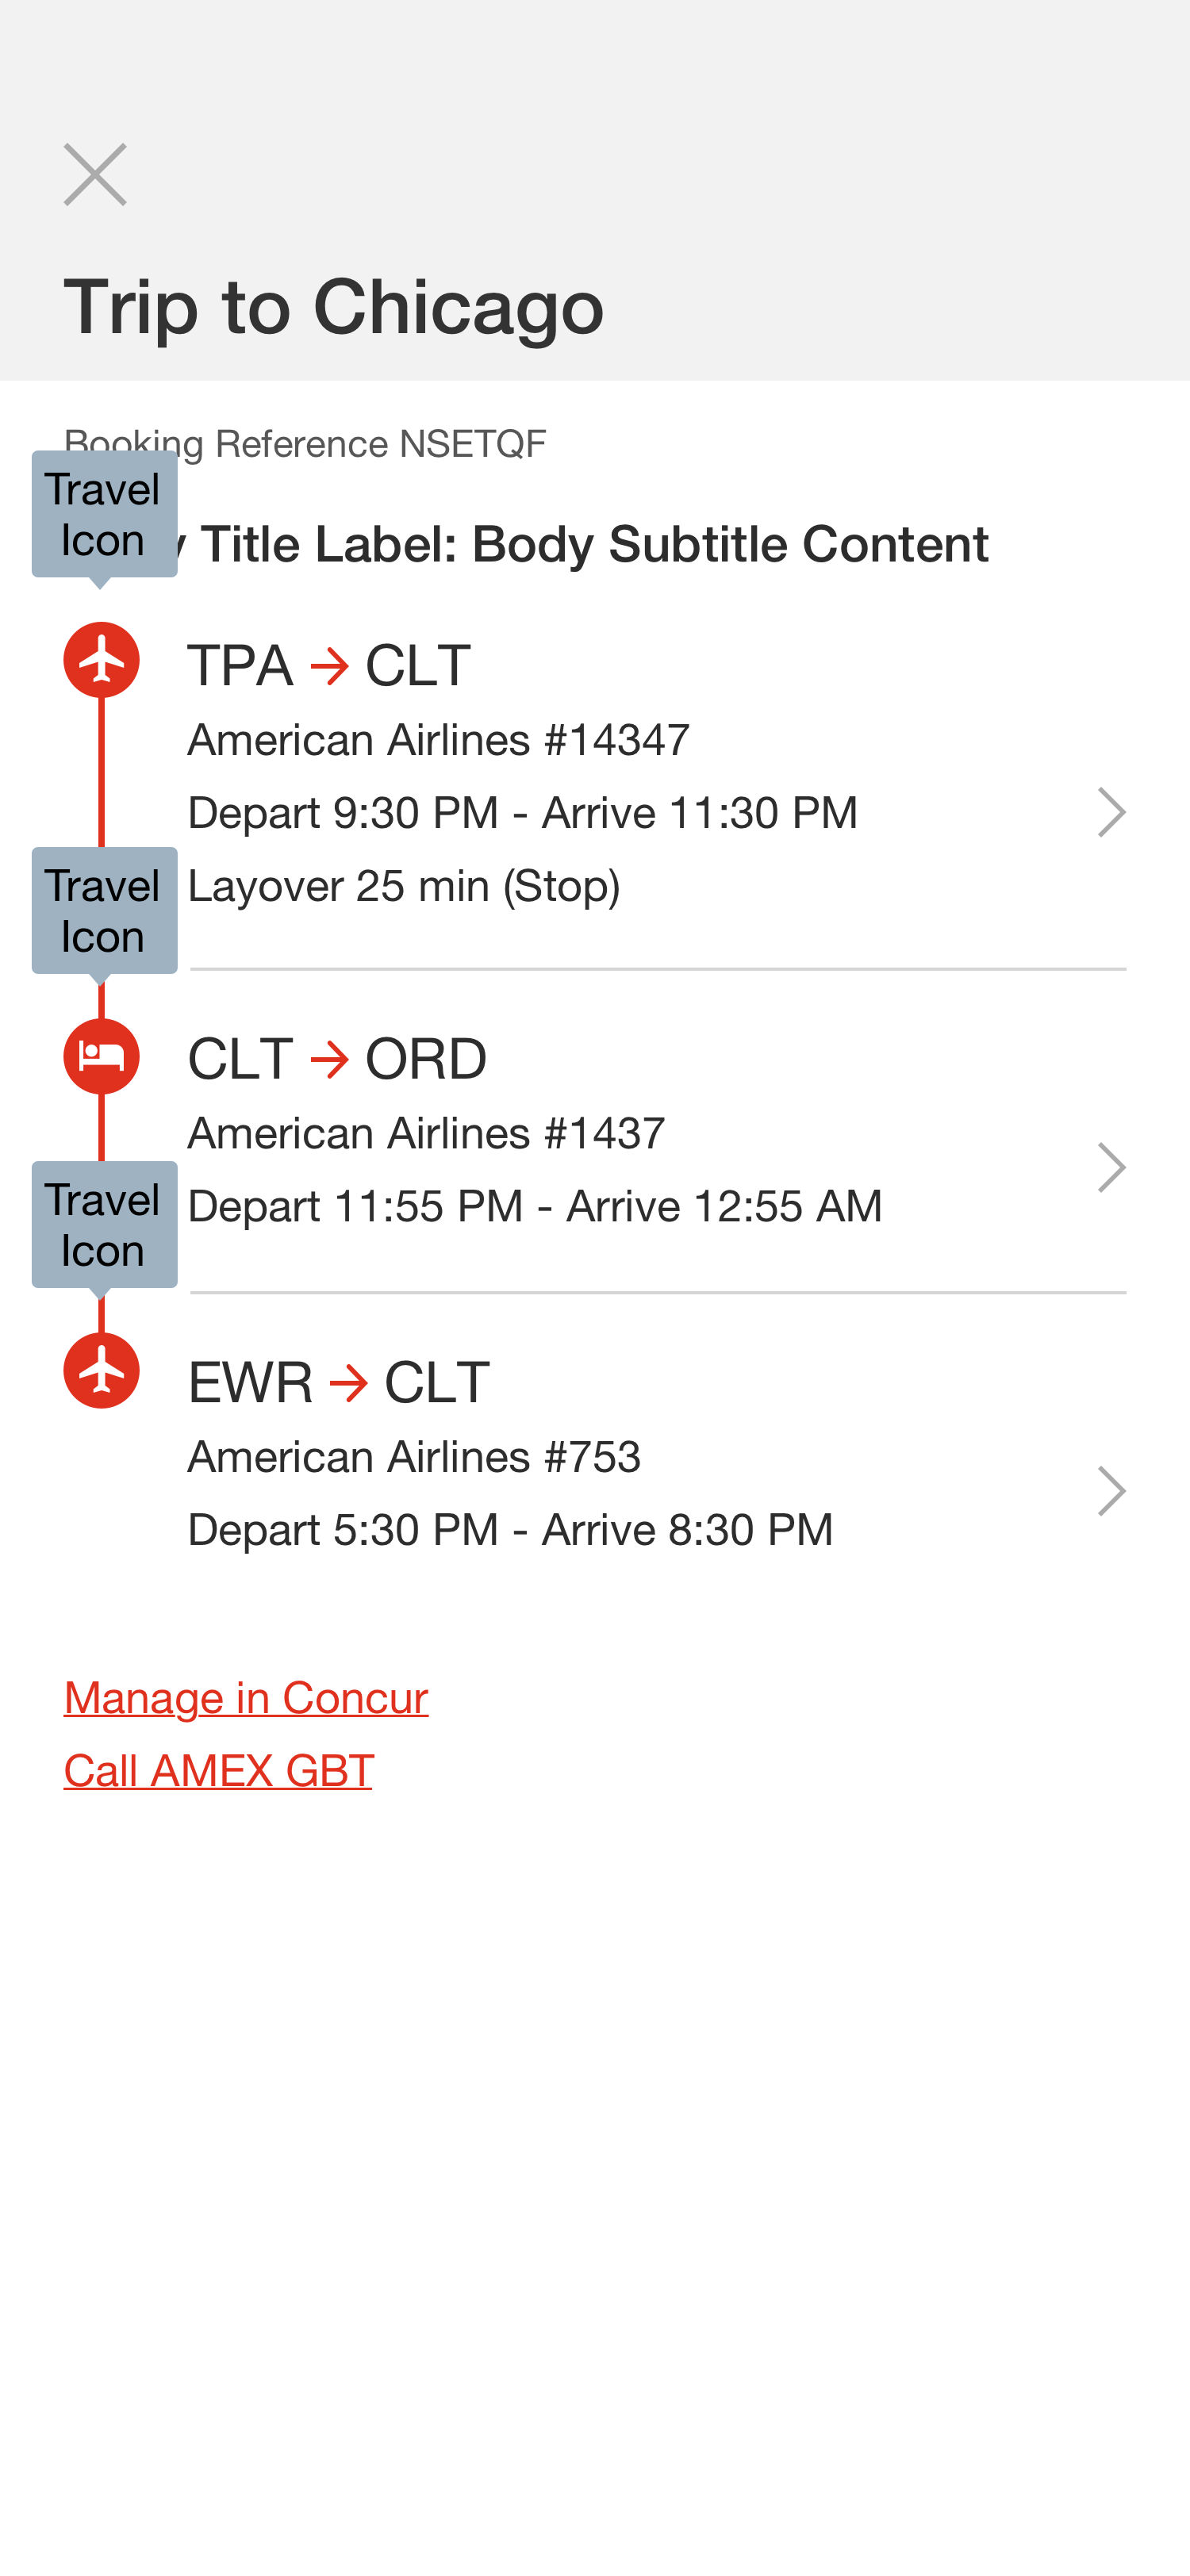 Trip to Chicago
Booking Reference NSETQF
Travel
Icon
Title Label: Body Subtitle Content
TPA → CLT
American Airlines #14347
Depart 9:30 PM - Arrive 11:30 PM
Layover 25 min (Stop)
Travel
Icon
CLT → ORD
American Airlines #1437
Depart 11:55 PM - Arrive 12:55 AM
Travel
Icon
EWR → CLT
American Airlines #753
Depart 5:30 PM - Arrive 8:30 PM
Manage in Concur
Call AMEX GBT